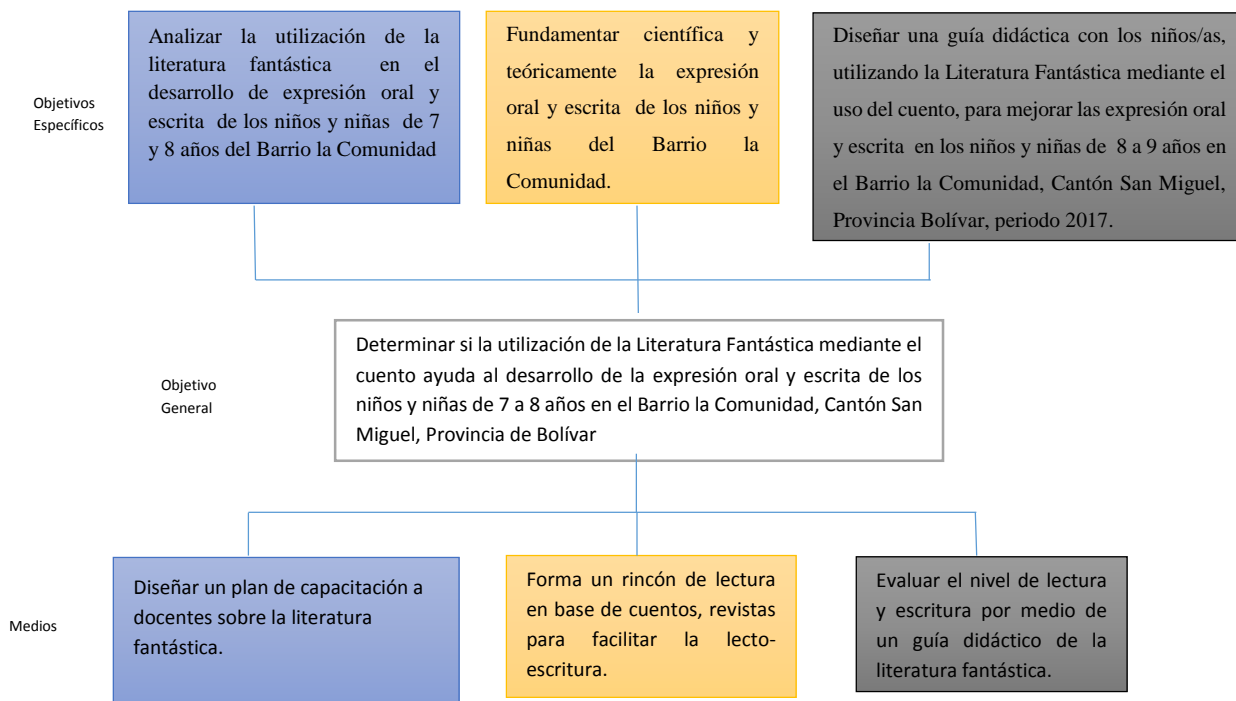 Objetivos
Específicos
Analizar la utilización de la
literatura fantástica en el
desarrollo de expresión oral y
escrita de los niños y niñas de 7
y 8 años del Barrio la Comunidad
Fundamentar científica y
teóricamente la expresión
oral y escrita de los niños y
niñas del Barrio la
Comunidad.
Diseñar una guía didáctica con los niños/as,
utilizando la Literatura Fantástica mediante el
uso del cuento, para mejorar las expresión oral
y escrita en los niños y niñas de 8 a 9 años en
el Barrio la Comunidad, Cantón San Miguel,
Provincia Bolívar, periodo 2017.
Objetivo
General
Determinar si la utilización de la Literatura Fantástica mediante el
cuento ayuda al desarrollo de la expresión oral y escrita de los
niños y niñas de 7 a 8 años en el Barrio la Comunidad, Cantón San
Miguel, Provincia de Bolívar
Medios
Diseñar un plan de capacitación a
docentes sobre la literatura
fantástica.
Forma un rincón de lectura
en base de cuentos, revistas
para facilitar la lecto-
escritura.
Evaluar el nivel de lectura
y escritura por medio de
un guía didáctico de la
literatura fantástica.